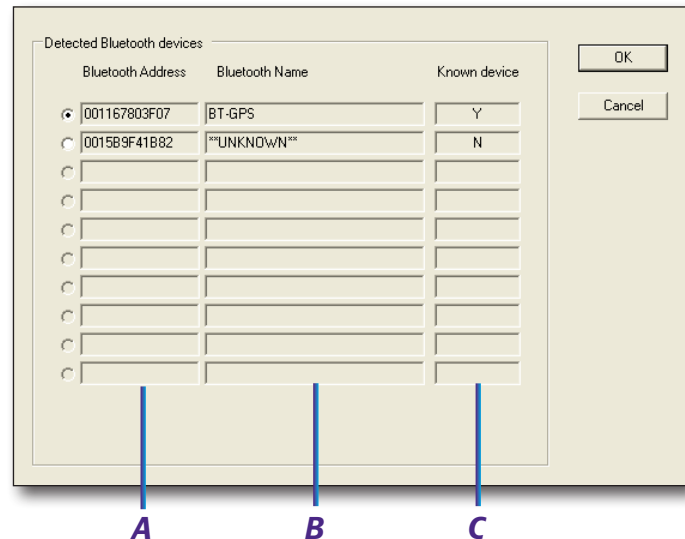 Detected Bluetooth devices
Bluetooth Address Bluetooth Name Known device
001167803F07 BT-GPS Y
0015B9F41B82 **UNKNOWN** N
OK
Cancel
A B C